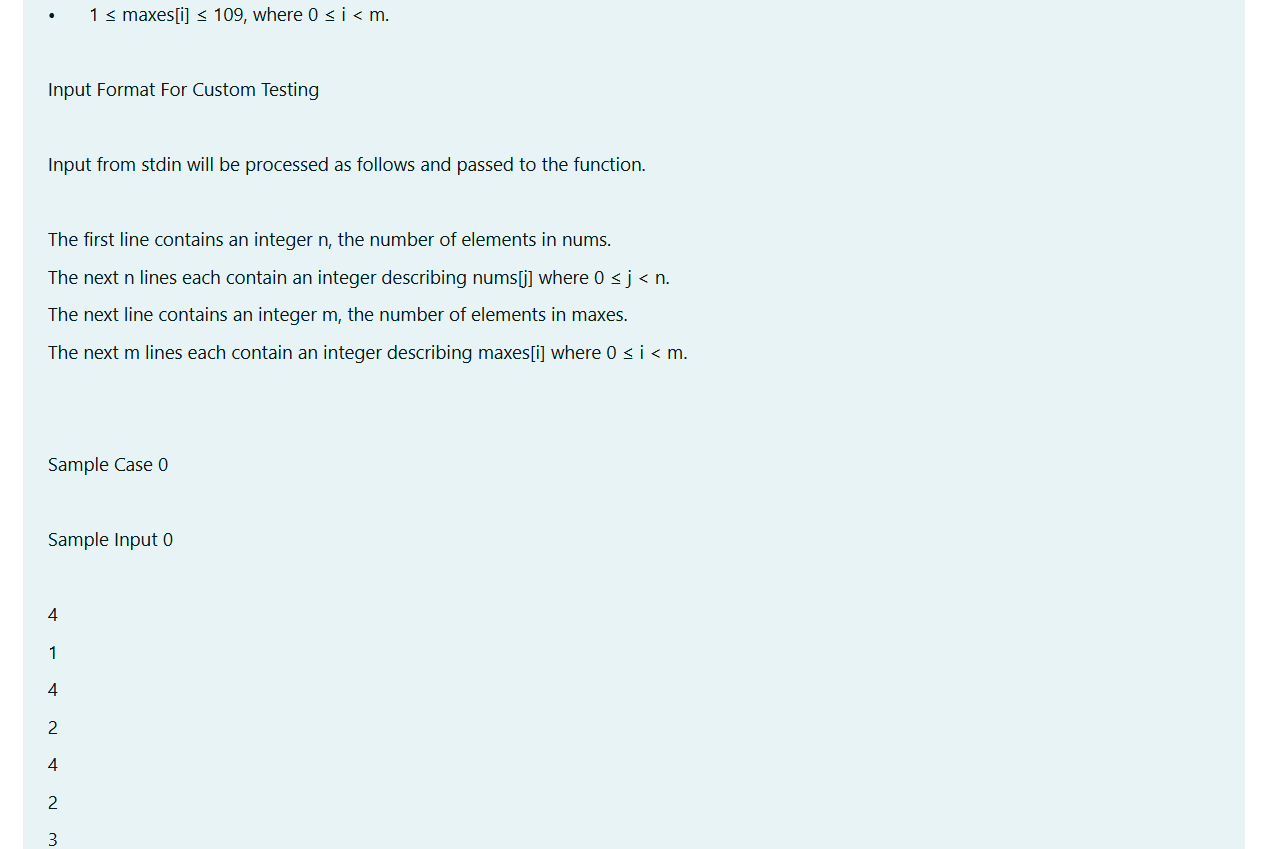 • 1 ≤ maxes[i] ≤ 109, where 0 ≤ i < m.
Input Format For Custom Testing
Input from stdin will be processed as follows and passed to the function.
The first line contains an integer n, the number of elements in nums.
The next n lines each contain an integer describing nums[j] where 0 ≤ j < n.
The next line contains an integer m, the number of elements in maxes.
The next m lines each contain an integer describing maxes[i] where 0 ≤ i < m.
Sample Case 0
Sample Input 0
4
1
4
2
4
2
3